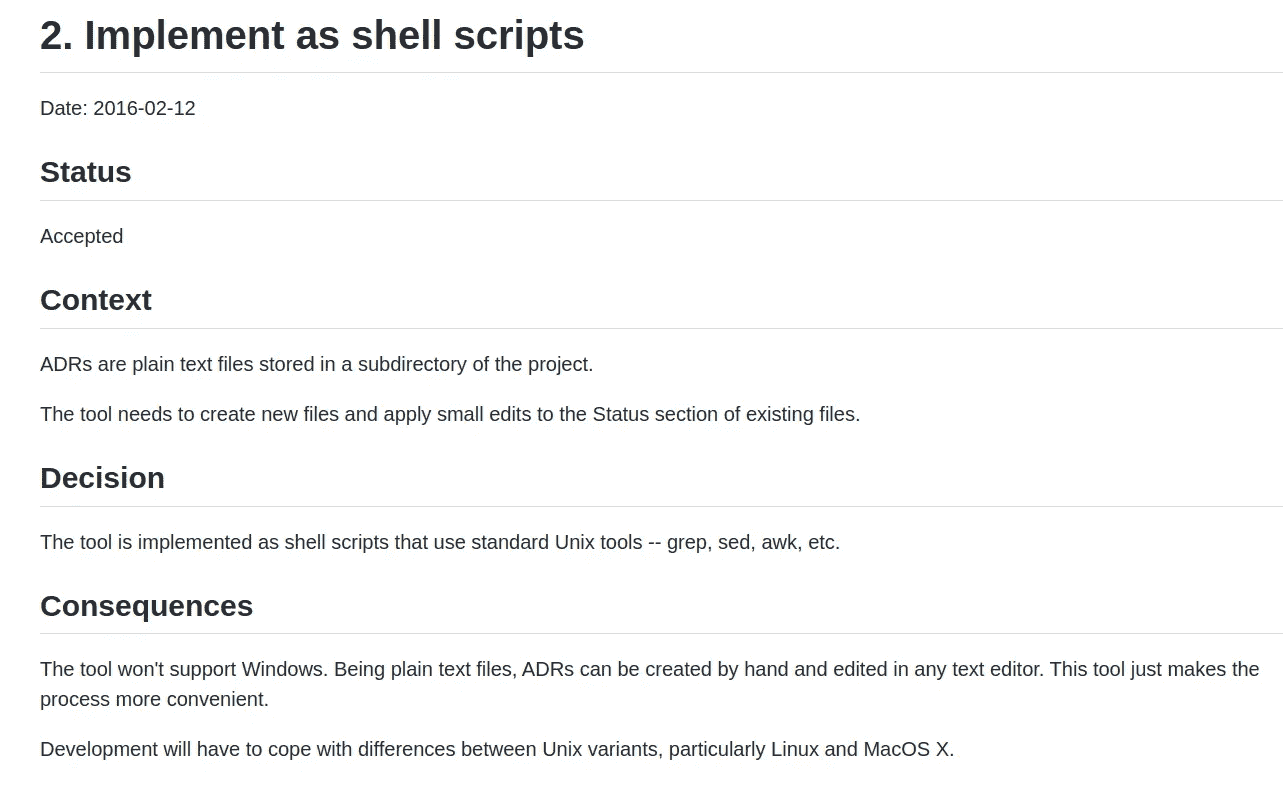 2. Implement as shell scripts
Date: 2016-02-12
Status
Accepted
Context
ADRs are plain text files stored in a subdirectory of the project.
The tool needs to create new files and apply small edits to the Status section of existing files.
Decision
The tool is implemented as shell scripts that use standard Unix tools -- grep, sed, awk, etc.
Consequences
The tool won't support Windows. Being plain text files, ADRs can be created by hand and edited in any text editor. This tool just makes the
process more convenient.
Development will have to cope with differences between Unix variants, particularly Linux and MacOS X.